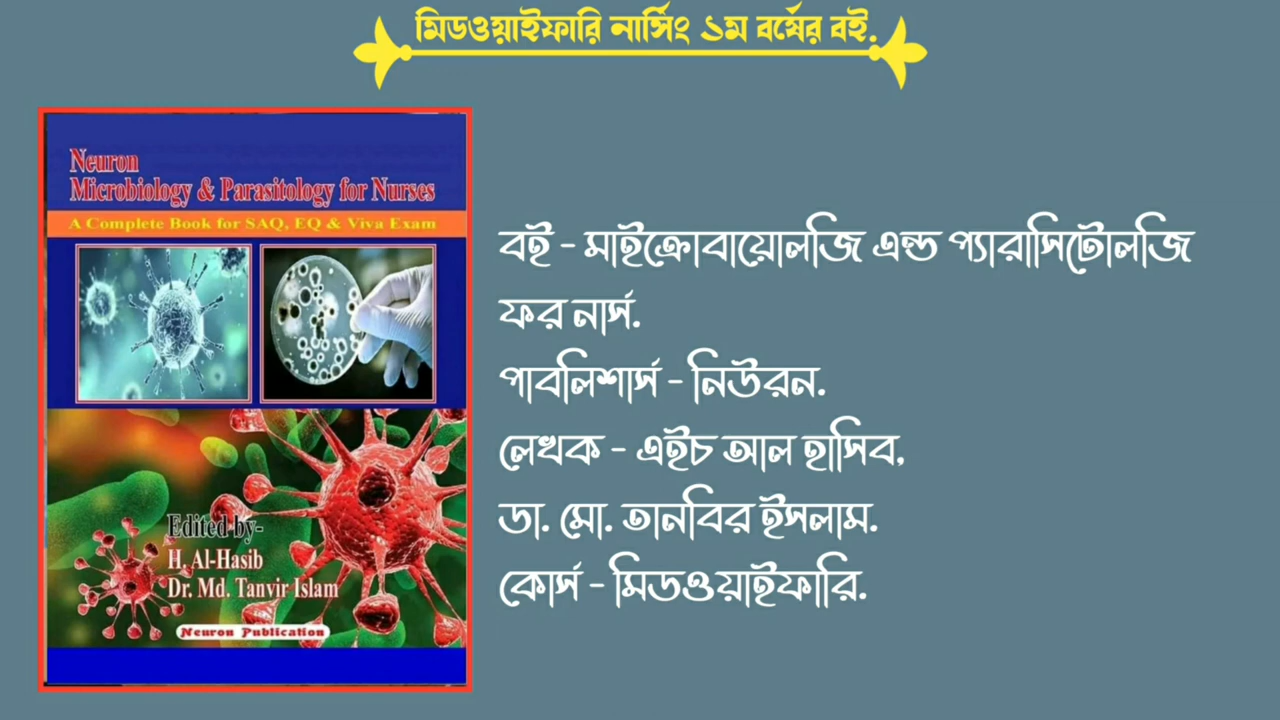 মিডওয়াইফারি নার্সিং ১ম বর্ষের বই.
Neuron
Microbiology & Parasitology for Nurses
A Complete Book for SAQ, EQ & Viva Exam
Edited by-
H. Al-Hasib
Dr. Md. Tanvir Islam
Neuron Publication
বই - মাইক্রোবায়োলজি এন্ড প্যারাসিটোলজি
ফর নার্স.
পাবলিশার্স - নিউরন.
লেখক - এইচ আল হাসিব,
ডা. মো. তানবির ইসলাম.
কোর্স - মিডওয়াইফারি.